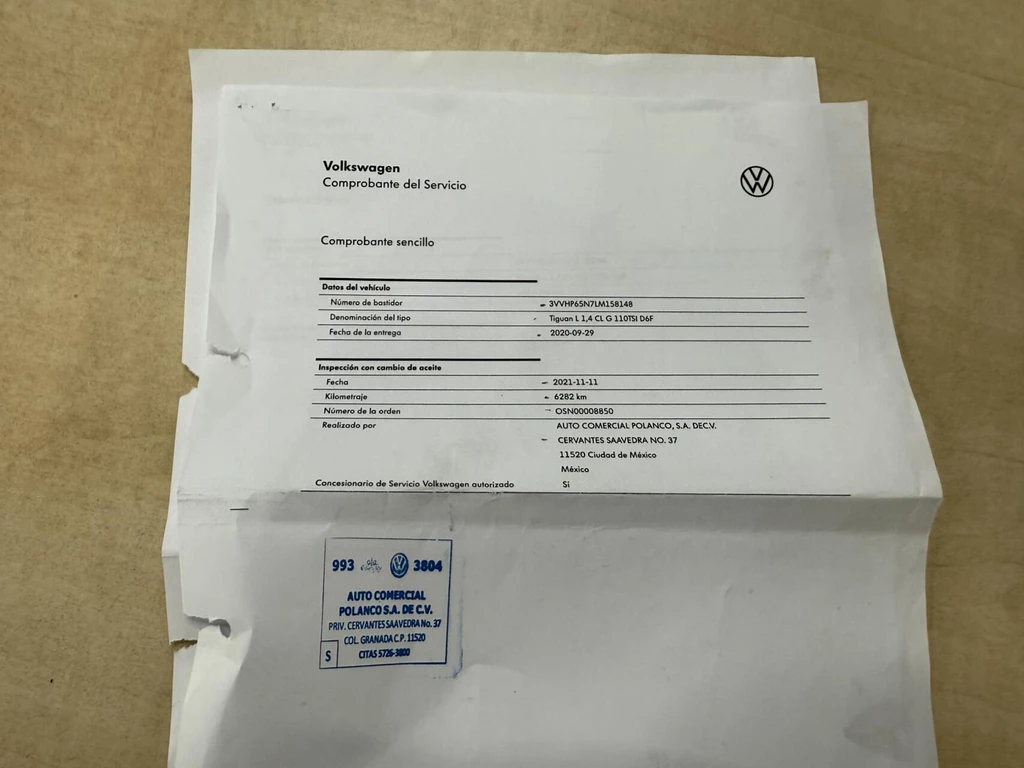 Volkswagen
Comprobante del Servicio
Comprobante sencillo
Datos del vehículo
Número de bastidor 3VVHP65N7LM158148
Denominación del tipo Tiguan L 1,4 CL G 110TSI D6F
Fecha de la entrega 2020-09-29
Inspección con cambio de aceite
Fecha 2021-11-11
Kilometraje 6282 km
Número de la orden OSN00008850
Realizado por AUTO COMERCIAL POLANCO, S.A. DEC.V.
CERVANTES SAAVEDRA NO. 37
11520 Ciudad de México
México
Concesionario de Servicio Volkswagen autorizado Sí
993 3804
AUTO COMERCIAL
POLANCO S.A. DE C.V.
PRIV. CERVANTES SAAVEDRA No. 37
COL. GRANADA C.P. 11520
S CITAS 5726-3800